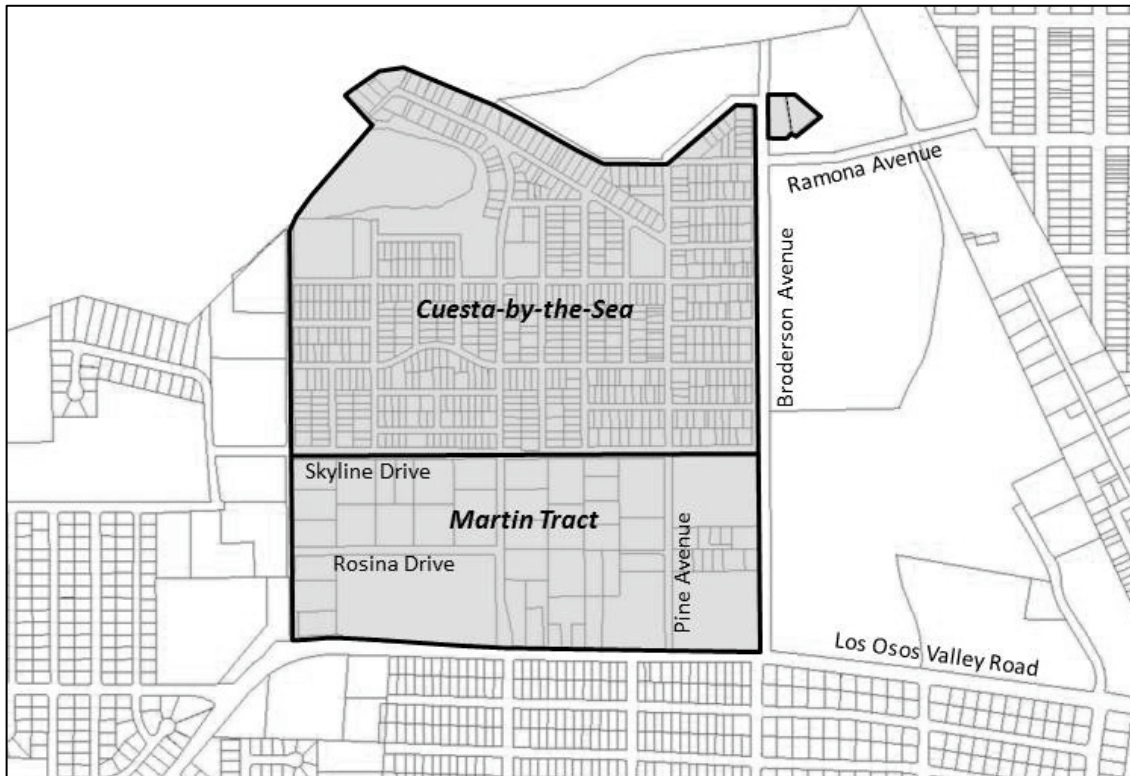 Ramona Avenue
Broderson Avenue
Cuesta-by-the-Sea
Skyline Drive
Martin Tract
Pine Avenue
Rosina Drive
Los Osos Valley Road